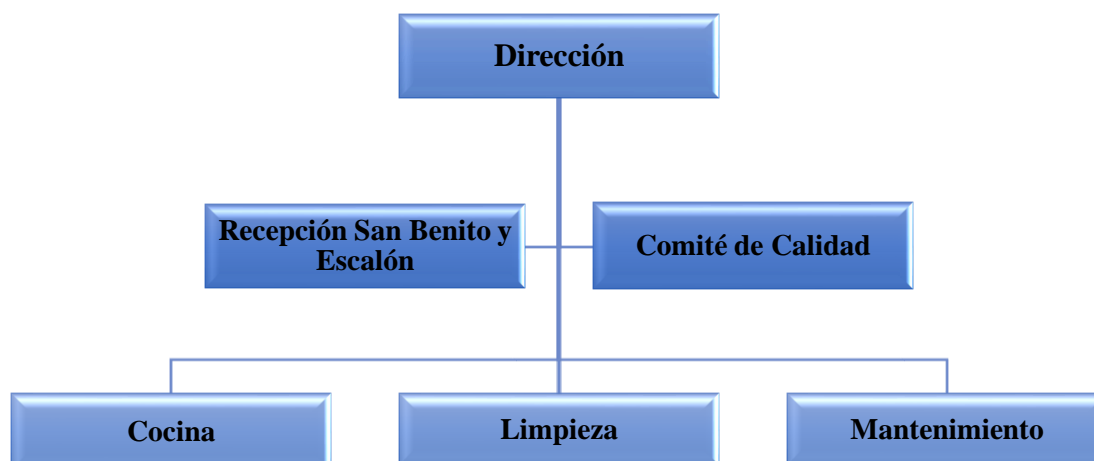 Dirección
Recepción San Benito y
Escalón
Comité de Calidad
Cocina
Limpieza
Mantenimiento